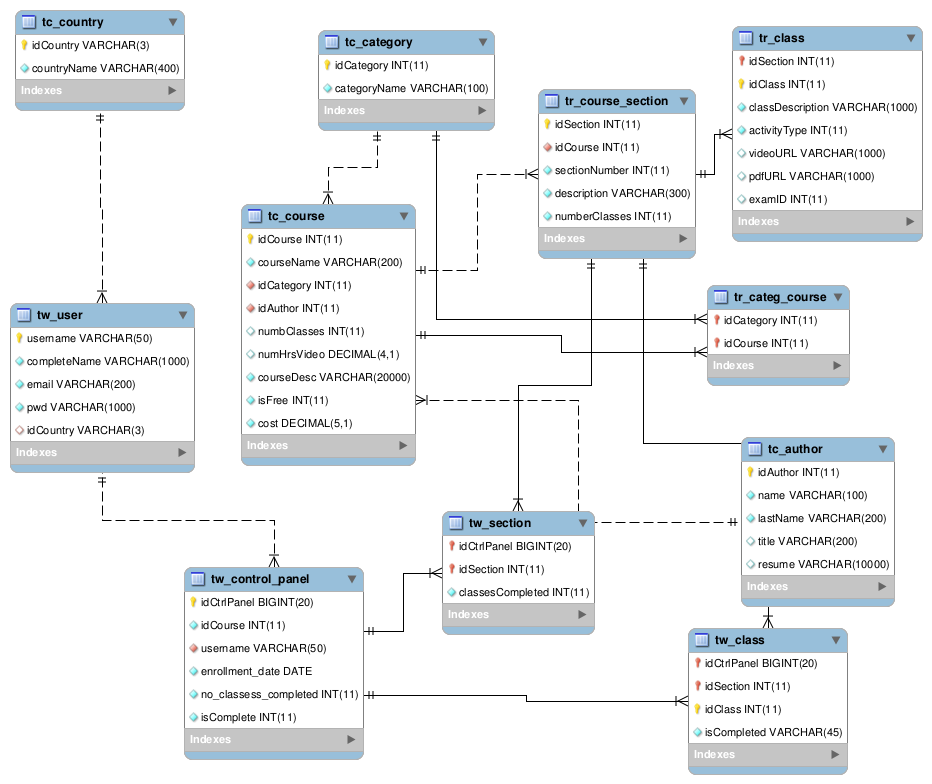 tc_country
idCountry VARCHAR(3)
countryName VARCHAR(400)
Indexes
tc_category
idCategory INT(11)
categoryName VARCHAR(100)
Indexes
tr_course_section
idSection INT(11)
idCourse INT(11)
sectionNumber INT(11)
description VARCHAR(300)
numberClasses INT(11)
Indexes
tr_class
idSection INT(11)
idClass INT(11)
classDescription VARCHAR(1000)
activityType INT(11)
videoURL VARCHAR(1000)
pdfURL VARCHAR(1000)
examID INT(11)
Indexes
tc_course
idCourse INT(11)
courseName VARCHAR(200)
idCategory INT(11)
idAuthor INT(11)
numbClasses INT(11)
numHrsVideo DECIMAL(4,1)
courseDesc VARCHAR(20000)
isFree INT(11)
cost DECIMAL(5,1)
Indexes
tr_categ_course
idCategory INT(11)
idCourse INT(11)
Indexes
tw_user
username VARCHAR(50)
completeName VARCHAR(1000)
email VARCHAR(200)
pwd VARCHAR(1000)
idCountry VARCHAR(3)
Indexes
tc_author
idAuthor INT(11)
name VARCHAR(100)
lastName VARCHAR(200)
title VARCHAR(200)
resume VARCHAR(10000)
Indexes
tw_section
idCtrlPanel BIGINT(20)
idSection INT(11)
classesCompleted INT(11)
Indexes
tw_control_panel
idCtrlPanel BIGINT(20)
idCourse INT(11)
username VARCHAR(50)
enrollment_date DATE
no_classess_completed INT(11)
isComplete INT(11)
Indexes
tw_class
idCtrlPanel BIGINT(20)
idSection INT(11)
idClass INT(11)
isCompleted VARCHAR(45)
Indexes